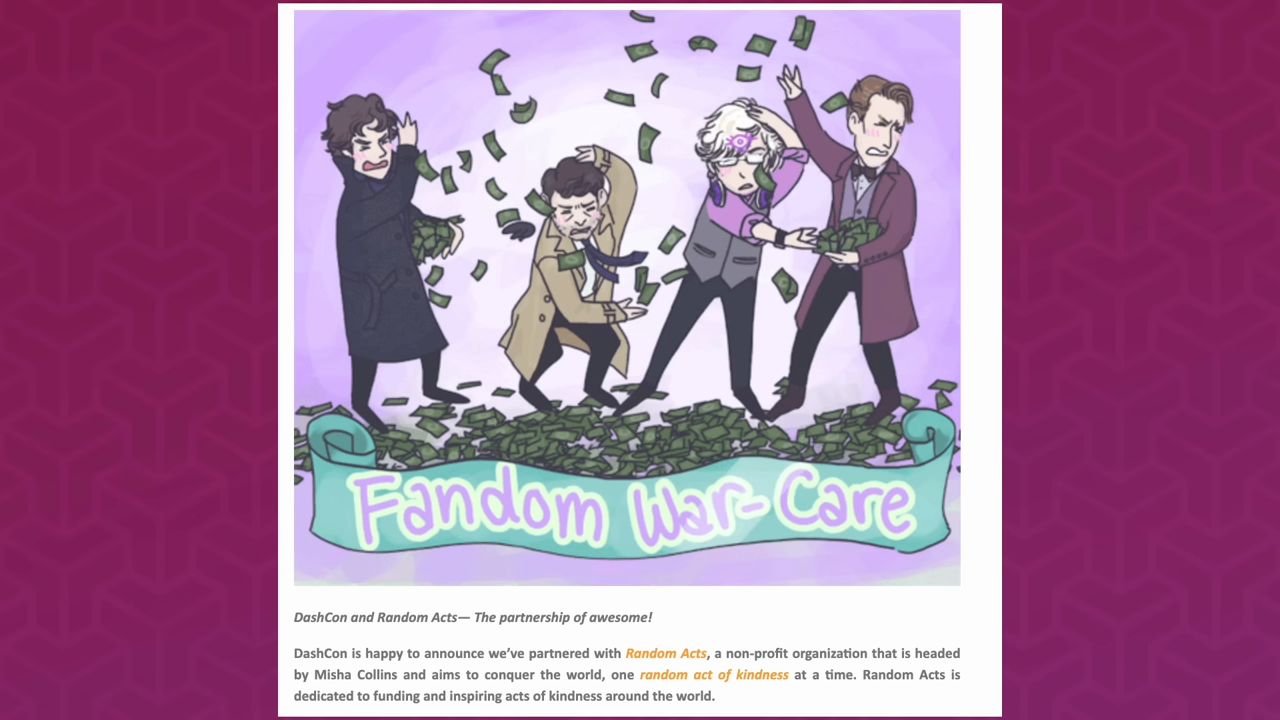 Fandom War-Care
DashCon and Random Acts— The partnership of awesome!
DashCon is happy to announce we've partnered with Random Acts, a non-profit organization that is headed
by Misha Collins and aims to conquer the world, one random act of kindness at a time. Random Acts is
dedicated to funding and inspiring acts of kindness around the world.